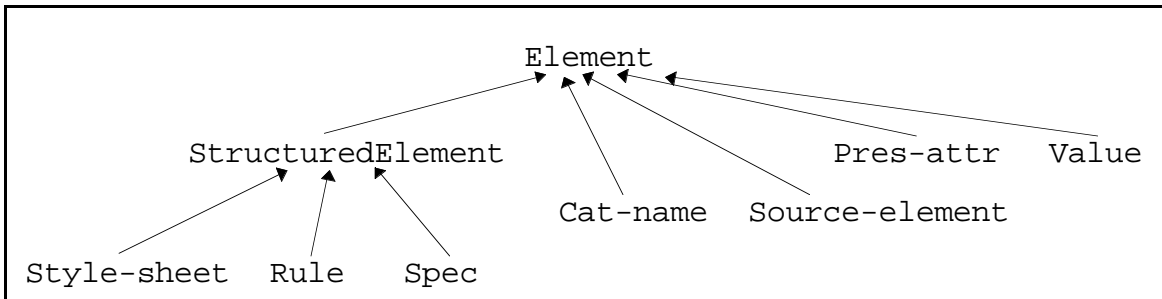 Element
StructuredElement Pres-attr Value
Cat-name Source-element
Style-sheet Rule Spec